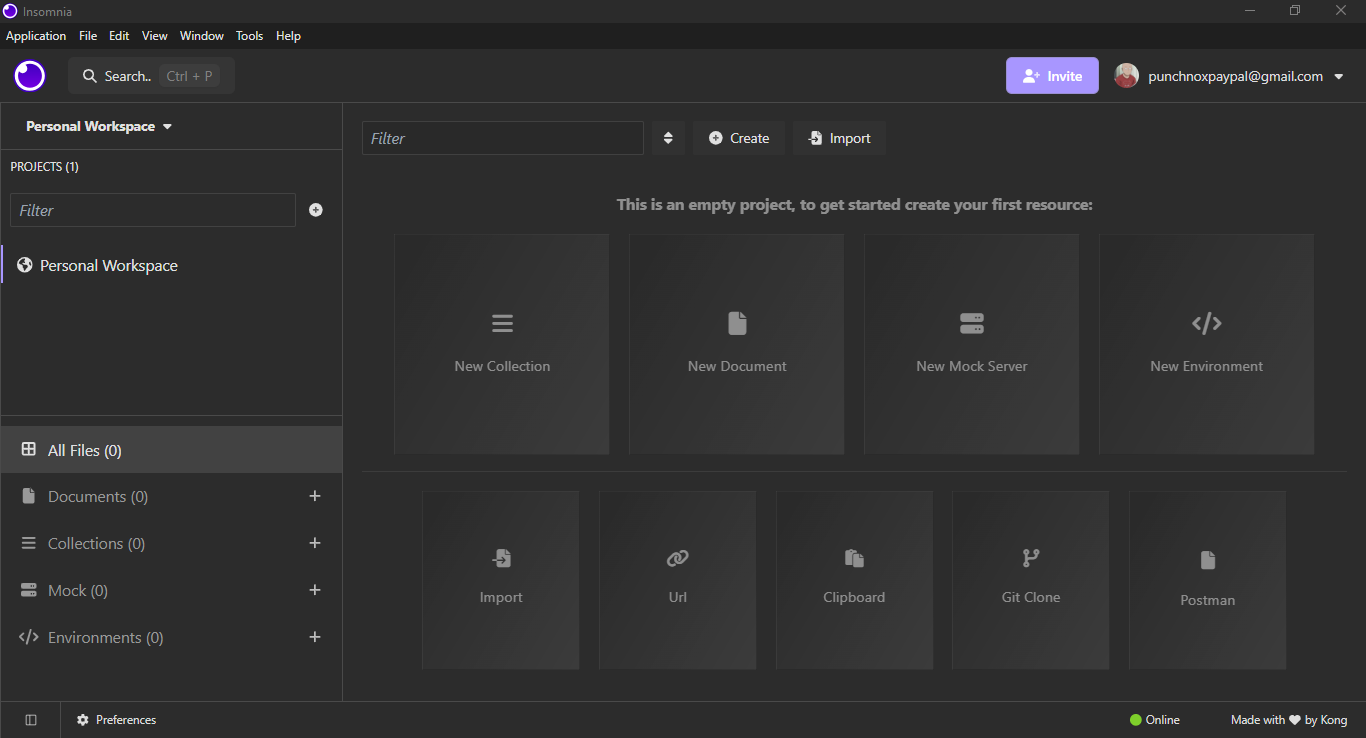 Insomnia
Application File Edit View Window Tools Help
Search.. Ctrl + P
Invite
punchnoxpaypal@gmail.com
Personal Workspace
PROJECTS (1)
Filter
Personal Workspace
All Files (0)
Documents (0)
Collections (0)
Mock (0)
Environments (0)
Filter
Create
Import
This is an empty project, to get started create your first resource:
New Collection
New Document
New Mock Server
New Environment
Import
Url
Clipboard
Git Clone
Postman
Preferences
Online
Made with ♥ by Kong